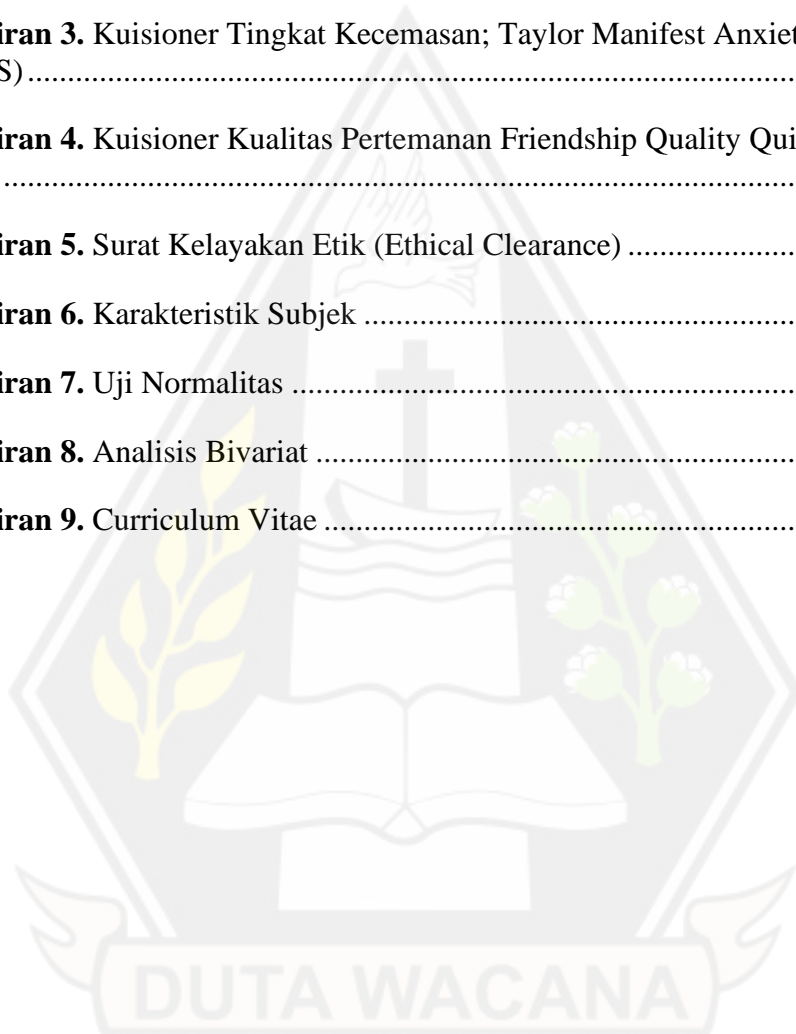 iran 3. Kuisioner Tingkat Kecemasan; Taylor Manifest Anxiet
S) ................................................................................
iran 4. Kuisioner Kualitas Pertemanan Friendship Quality Qui
................................................................................
iran 5. Surat Kelayakan Etik (Ethical Clearance) .....................
iran 6. Karakteristik Subjek .....................................................
iran 7. Uji Normalitas ..............................................................
iran 8. Analisis Bivariat ...........................................................
iran 9. Curriculum Vitae ..........................................................
DUTA WACANA